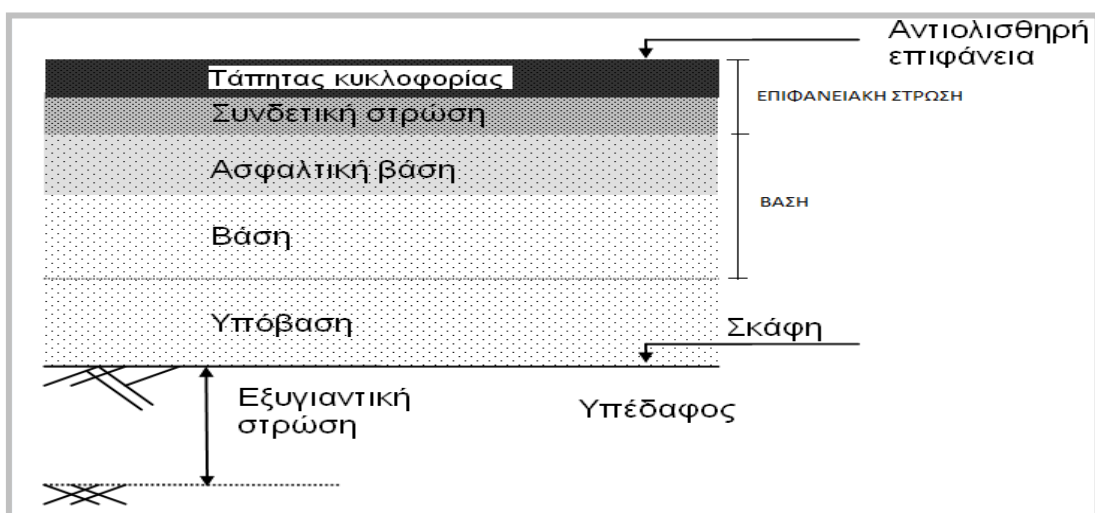 Αντιολισθηρή
επιφάνεια
Τάπητας κυκλοφορίας
ΕΠΙΦΑΝΕΙΑΚΗ ΣΤΡΩΣΗ
Συνδετική στρώση
Ασφαλτική βάση
ΒΑΣΗ
Βάση
Υπόβαση
Σκάφη
Εξυγιαντική
στρώση
Υπέδαφος